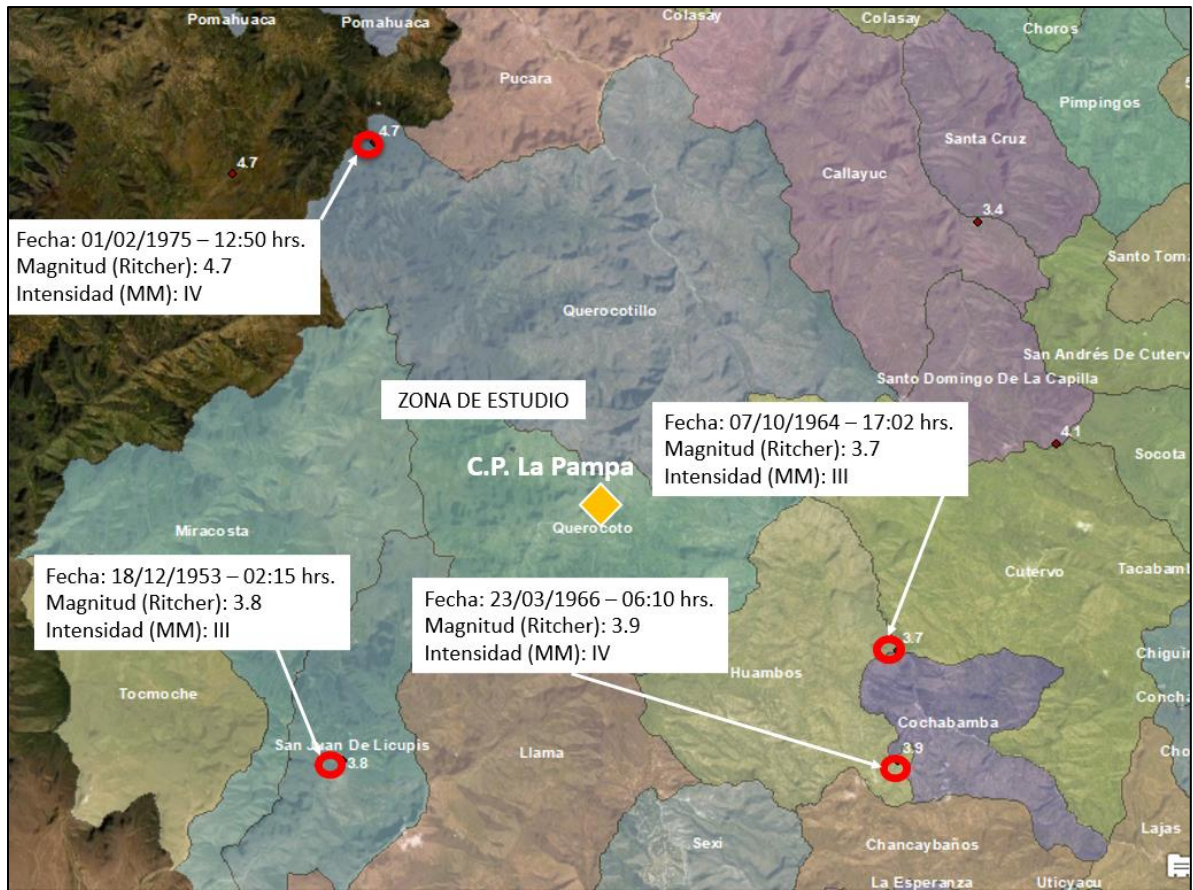 Pomahuaca
Pomahuaca
Colasay
Colasay
Choros
Pucara
Pimpingos
Santa Cruz
4.7
4.7
Callayuc
3.4
Fecha: 01/02/1975 – 12:50 hrs.
Magnitud (Ritcher): 4.7
Intensidad (MM): IV
Santo Toma
Querocotillo
San Andrés De Cuterv
Santo Domingo De La Capilla
ZONA DE ESTUDIO
Fecha: 07/10/1964 – 17:02 hrs.
Magnitud (Ritcher): 3.7
Intensidad (MM): III
4.1
Socota
C.P. La Pampa
Querocoto
Miracosta
Cutervo
Tacabamb
Fecha: 18/12/1953 – 02:15 hrs.
Magnitud (Ritcher): 3.8
Intensidad (MM): III
Fecha: 23/03/1966 – 06:10 hrs.
Magnitud (Ritcher): 3.9
Intensidad (MM): IV
3.7
Huambos
Chiguir
Concha
Tocmoche
Cochabamba
San Juan De Licupis
3.8
Llama
3.9
Cho
Sexi
Chancaybaños
Lajas
La Esperanza
Uticyacu